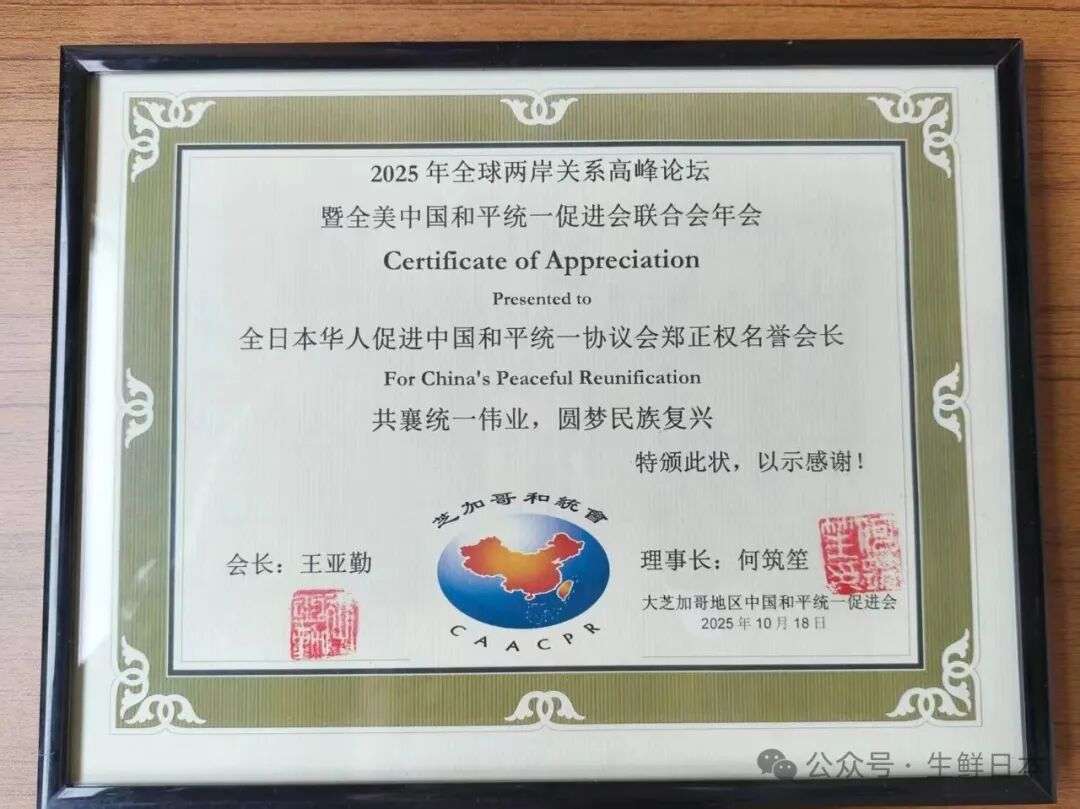 2025 年全球两岸关系高峰论坛
暨全美中国和平统一促进会联合会年会
Certificate of Appreciation
Presented to
全日本华人促进中国和平统一协议会郑正权名誉会长
For China's Peaceful Reunification
共襄统一伟业，圆梦民族复兴
特颁此状，以示感谢！
芝加哥和統會
会长：王亚勤
理事长：何筑笙
大芝加哥地区中国和平统一促进会
2025 年 10 月 18 日
CAACPR
公众号 · 生鲜日本